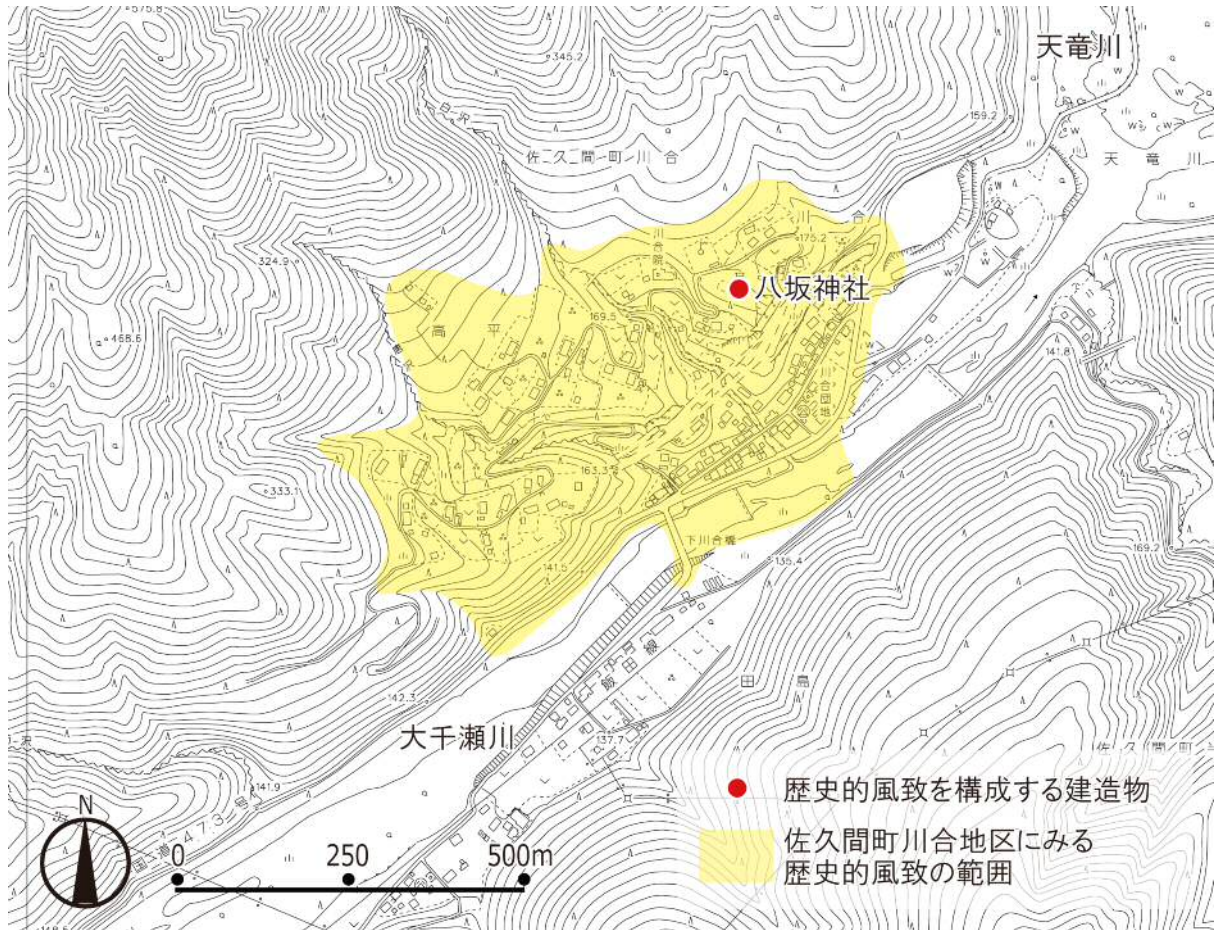 575.8
天竜川
345.2
白沢
159.2
佐久間町川合
天竜川
川合
175.2
324.9
八坂神社
169.5
高平
468.6
141.8
川合団地
163.3
333.1
下川合橋
169.2
141.5
135.4
飯田線
田島
142.3
大千瀬川
137.7
佐久間町
歴史的風致を構成する建造物
141.9
N
国道473号
佐久間町川合地区にみる
歴史的風致の範囲
0 250 500m